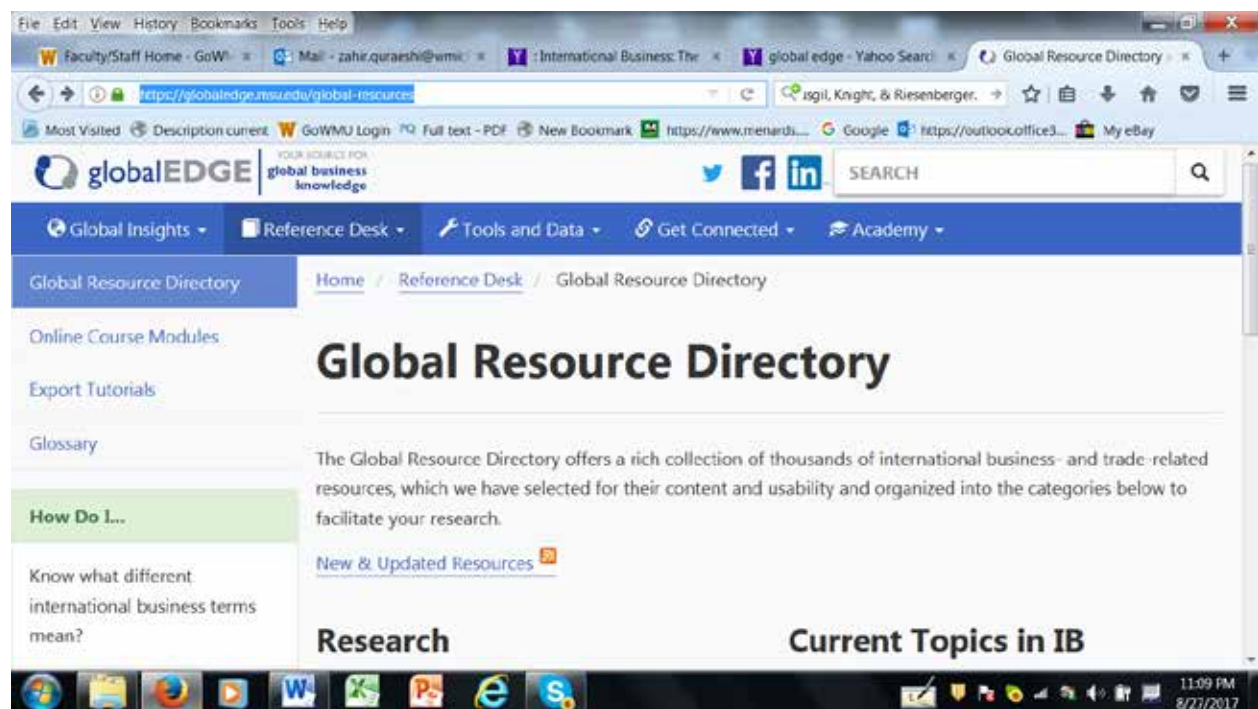 File Edit View History Bookmarks Tools Help
Faculty/Staff Home - GoW
Mail - zahir.quraeshi@wmic
: International Business: The
global edge - Yahoo Search
Global Resource Directory
https://globaledge.msu.edu/global-resources
sgil, Knight, & Riesenberger.
Most Visited Description current GoWMU Login Full text - PDF New Bookmark https://www.menards.... Google https://outlook.office3... My eBay
globalEDGE
YOUR SOURCE FOR
global business
knowledge
SEARCH
Global Insights Reference Desk Tools and Data Get Connected Academy
Global Resource Directory
Online Course Modules
Export Tutorials
Glossary
How Do I...
Know what different
international business terms
mean?
Home / Reference Desk / Global Resource Directory
Global Resource Directory
The Global Resource Directory offers a rich collection of thousands of international business- and trade-related
resources, which we have selected for their content and usability and organized into the categories below to
facilitate your research.
New & Updated Resources
Research
Current Topics in IB
11:09 PM
8/27/2017